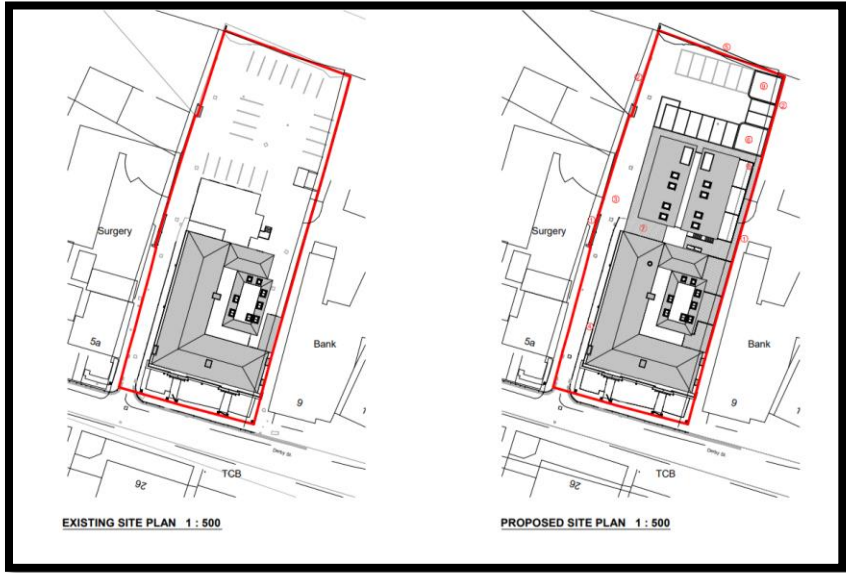 Surgery
5a
Bank
9
Derby St
TCB
26
EXISTING SITE PLAN 1 : 500
Surgery
5a
Bank
9
Derby St
TCB
26
PROPOSED SITE PLAN 1 : 500